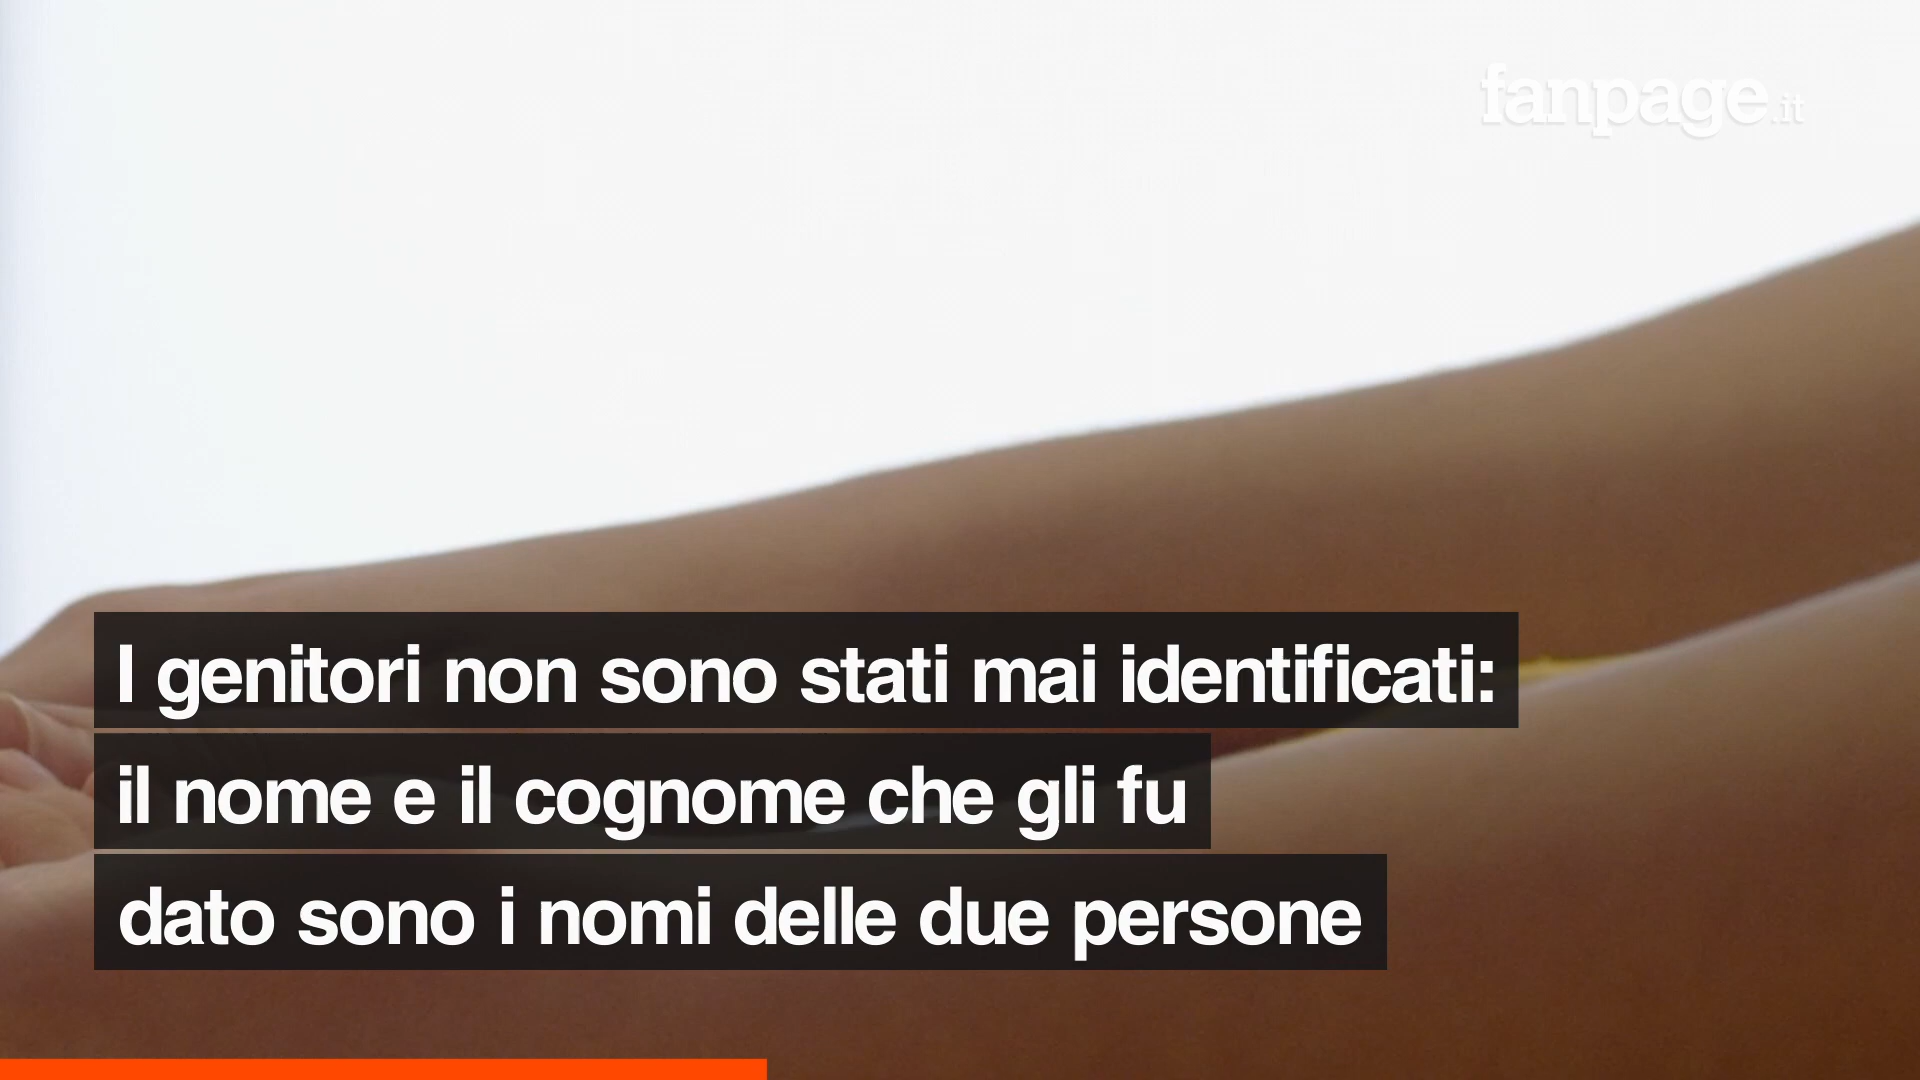 fanpage.it
I genitori non sono stati mai identificati:
il nome e il cognome che gli fu
dato sono i nomi delle due persone